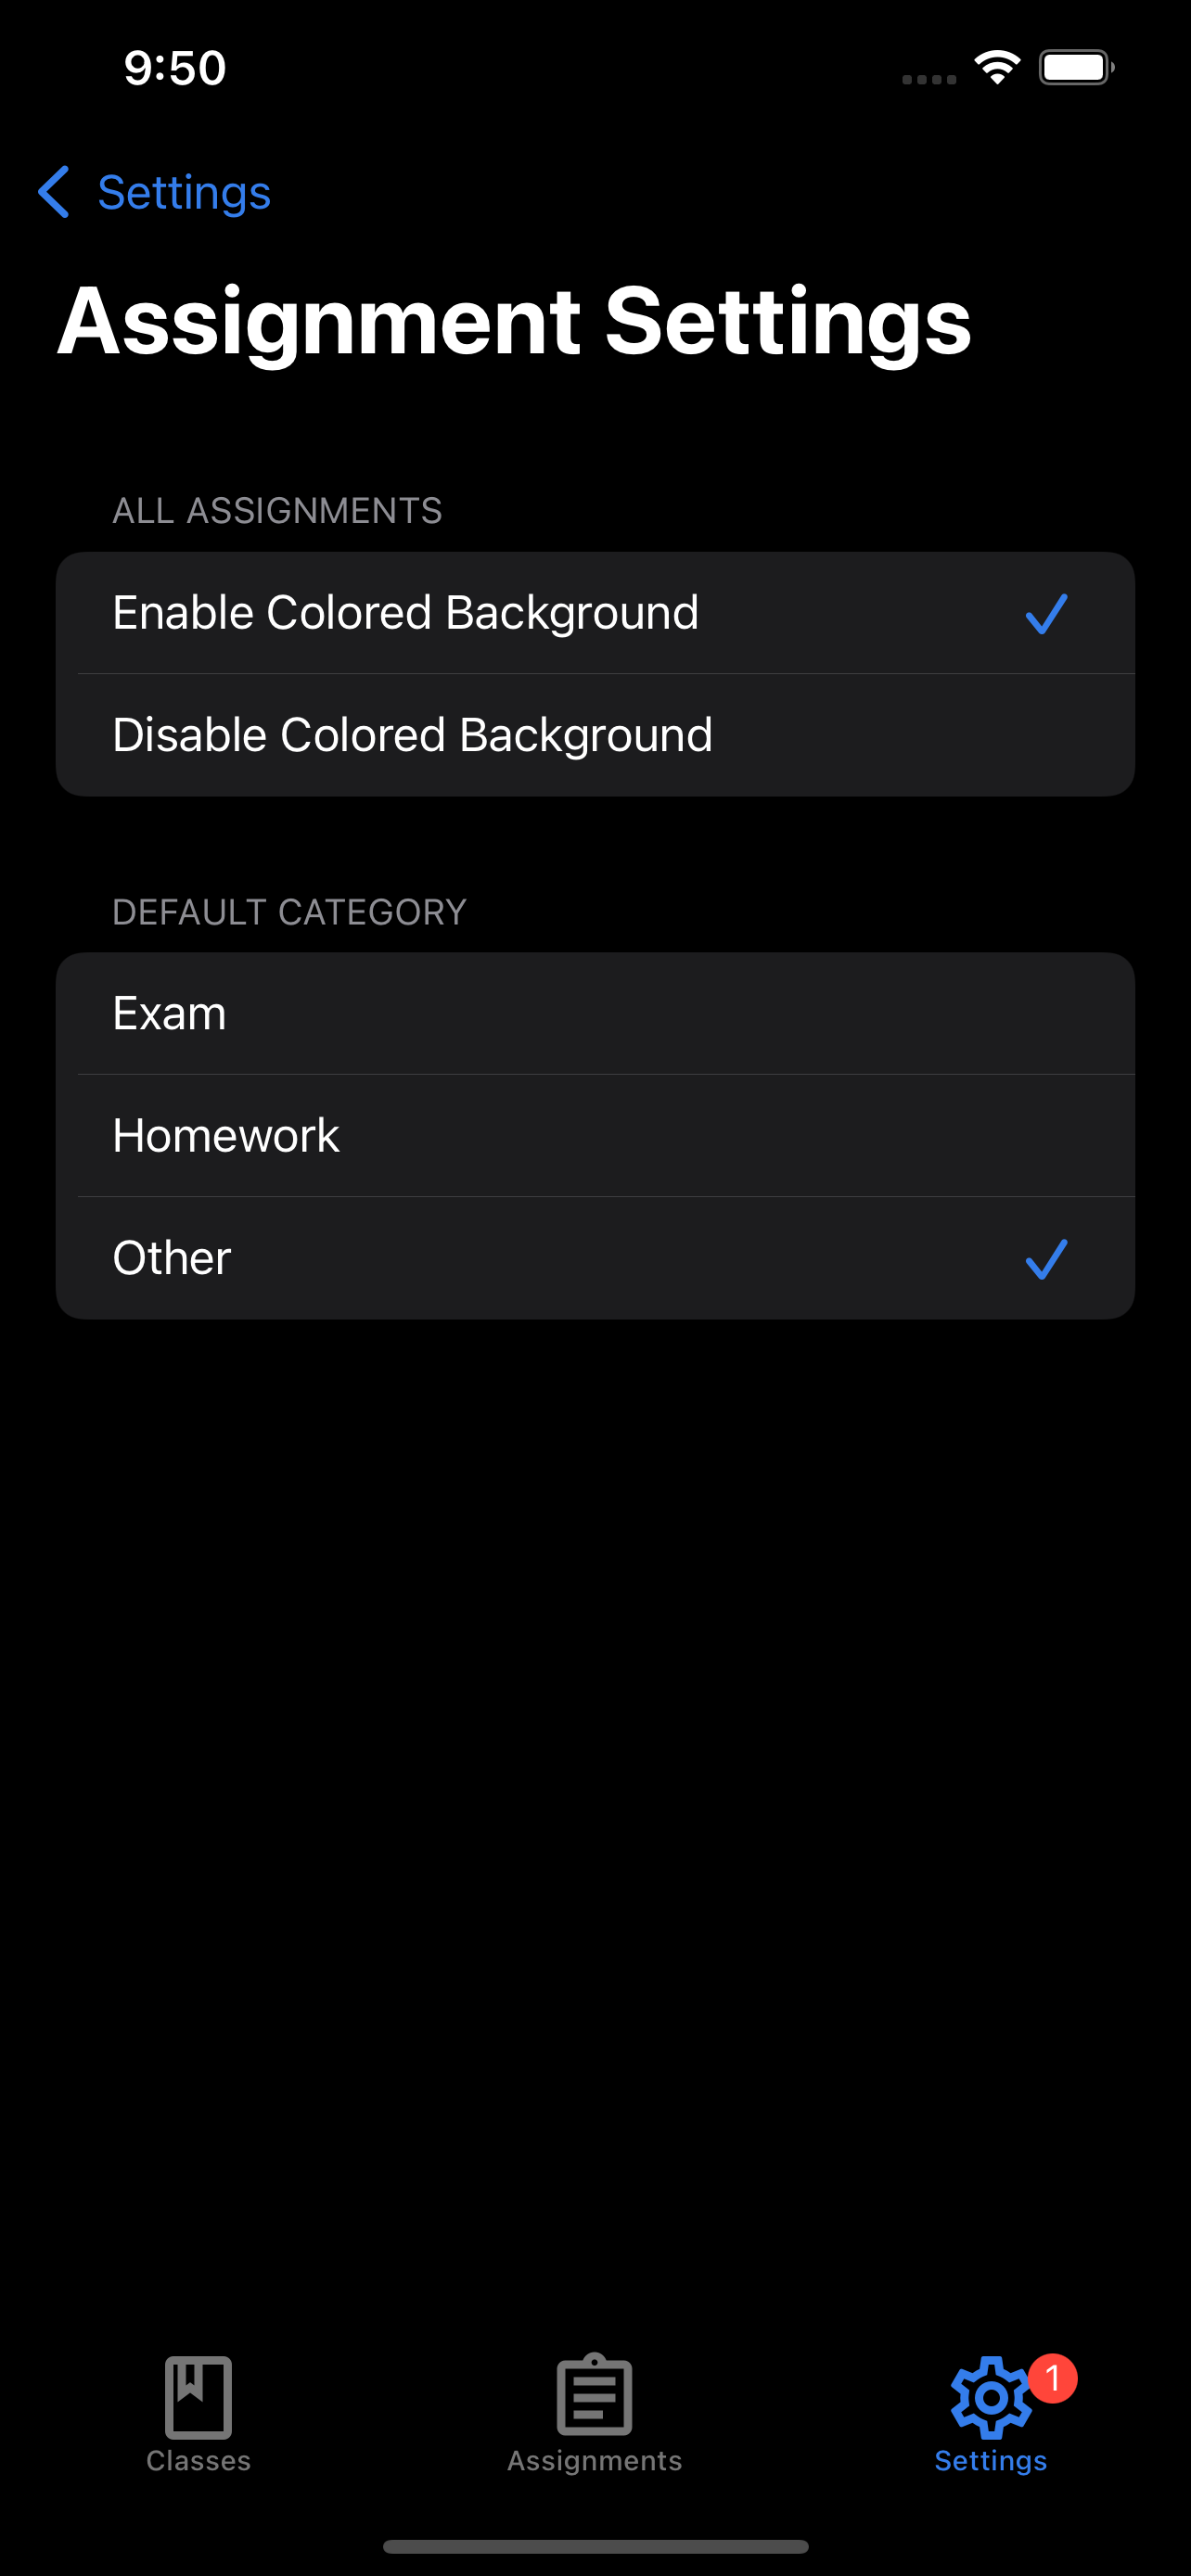 9:50
Settings
Assignment Settings
ALL ASSIGNMENTS
Enable Colored Background
Disable Colored Background
DEFAULT CATEGORY
Exam
Homework
Other
1
Classes
Assignments
Settings